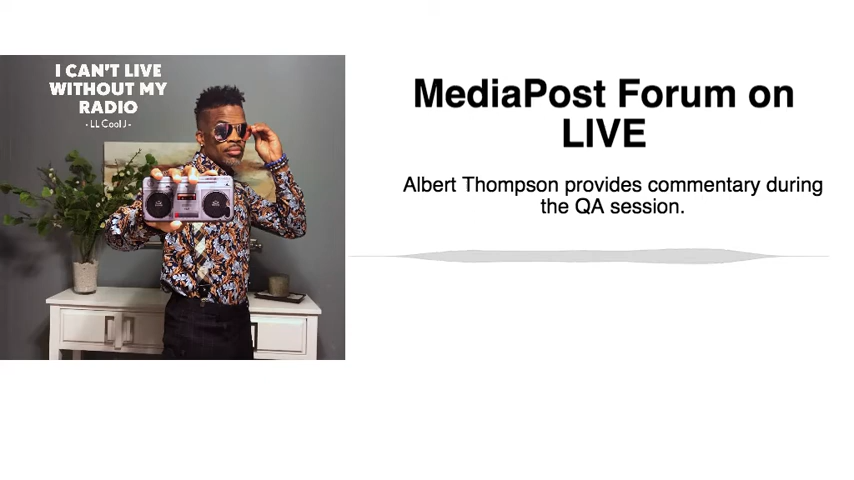 I CAN'T LIVE
WITHOUT MY
RADIO
- LL Cool J -
MediaPost Forum on
LIVE
Albert Thompson provides commentary during
the QA session.